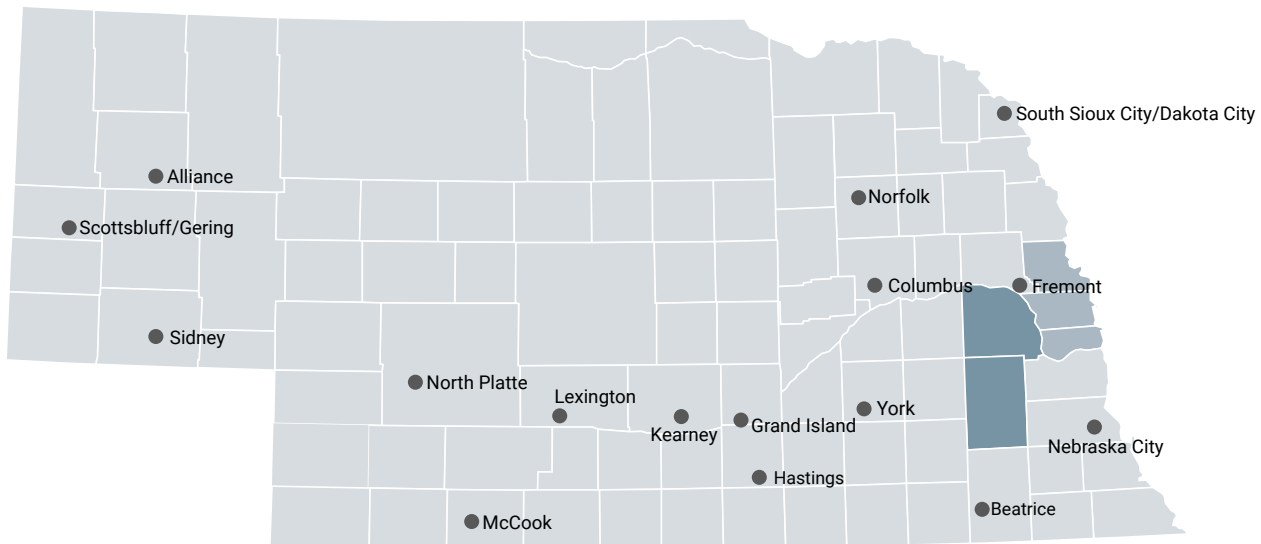 South Sioux City/Dakota City
Alliance
Norfolk
Scottsbluff/Gering
Columbus
Fremont
Sidney
North Platte
Lexington
York
Grand Island
Kearney
Nebraska City
Hastings
Beatrice
McCook